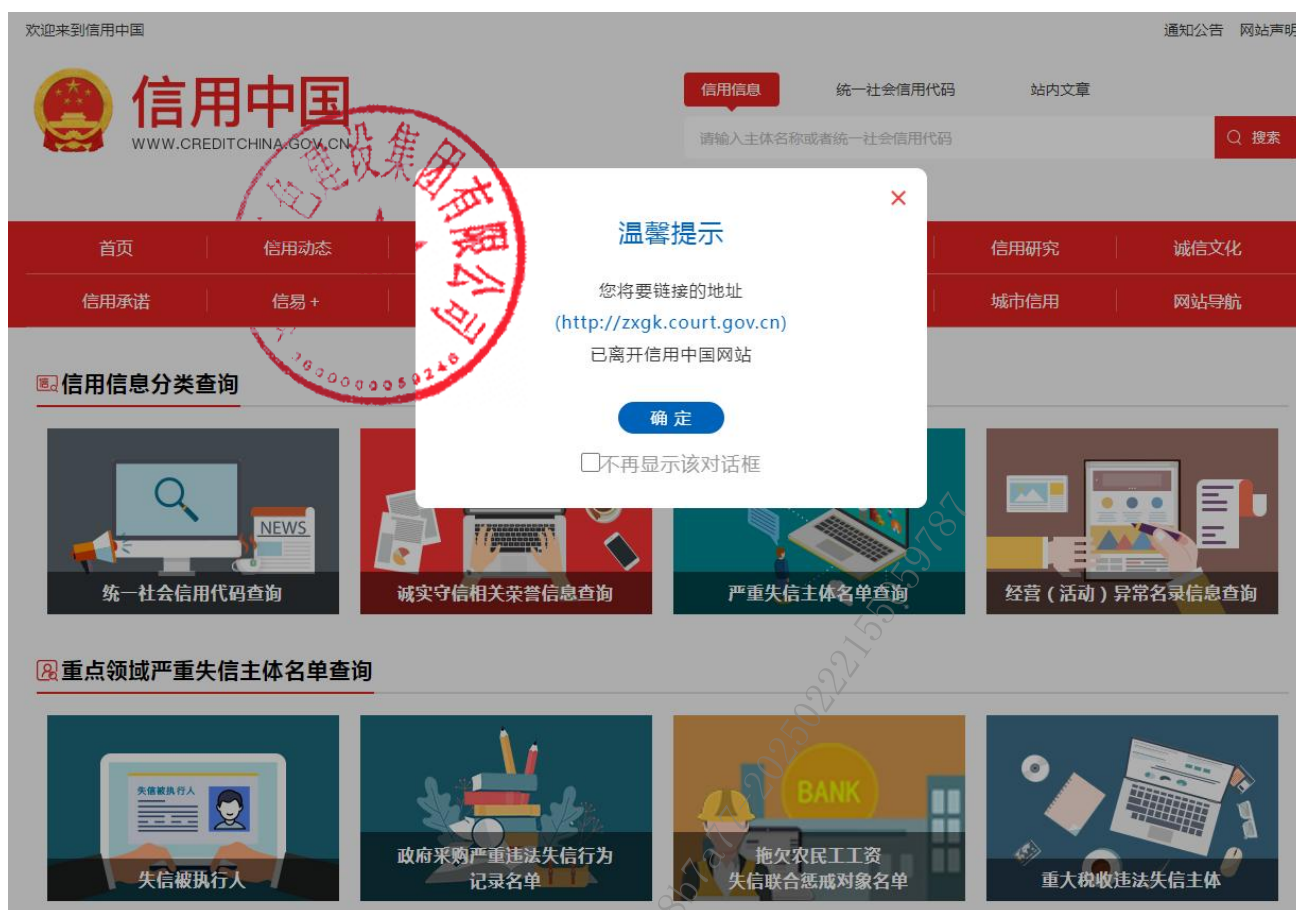 欢迎来到信用中国
通知公告 网站声明
信用中国
WWW.CREDITCHINA.GOV.CN
信用信息 统一社会信用代码 站内文章
请输入主体名称或者统一社会信用代码
搜索
建设集团有限公司
温馨提示
您将要链接的地址
(http://zxgk.court.gov.cn)
已离开信用中国网站
确定
不再显示该对话框
首页 信用动态 信用研究 诚信文化
信用承诺 信易+ 城市信用 网站导航
信用信息分类查询
NEWS
统一社会信用代码查询
诚实守信相关荣誉信息查询
严重失信主体名单查询
经营(活动)异常名录信息查询
重点领域严重失信主体名单查询
失信被执行人
失信被执行人
政府采购严重违法失信行为
记录名单
BANK
拖欠农民工工资
失信联合惩戒对象名单
重大税收违法失信主体